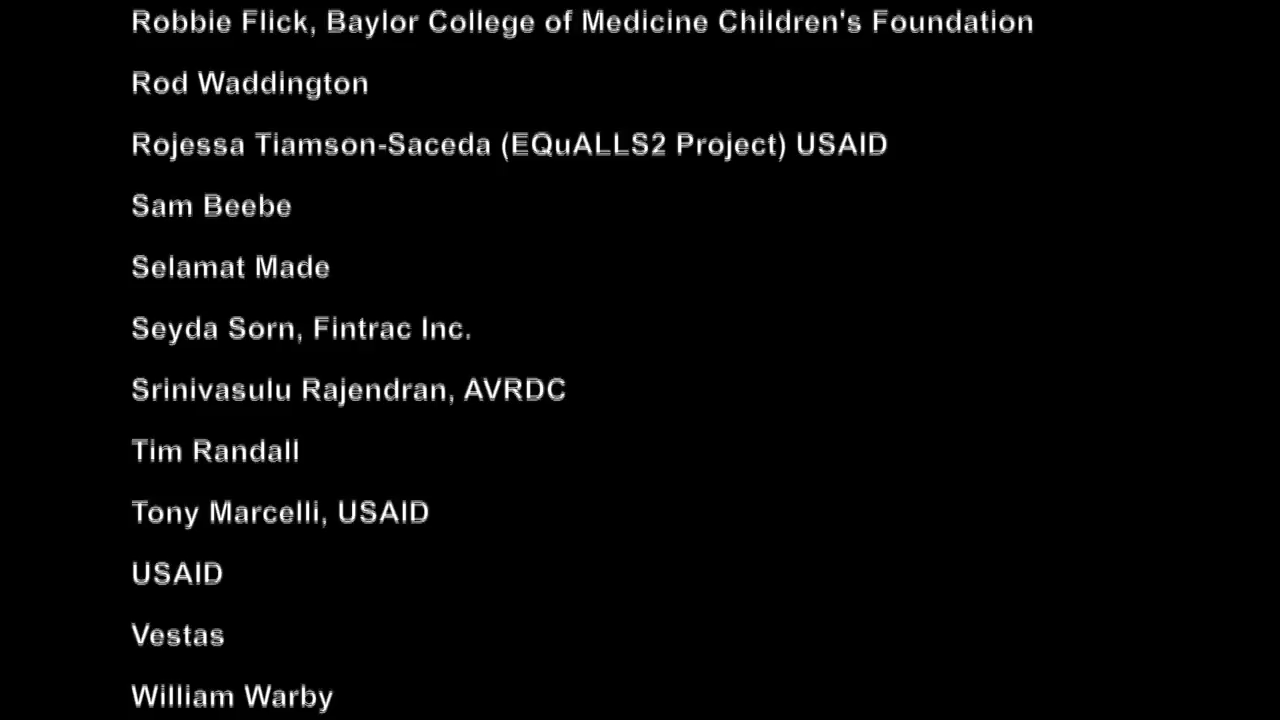 Robbie Flick, Baylor College of Medicine Children's Foundation
Rod Waddington
Rojessa Tiamson-Saceda (EQuALLS2 Project) USAID
Sam Beebe
Selamat Made
Seyda Sorn, Fintrac Inc.
Srinivasulu Rajendran, AVRDC
Tim Randall
Tony Marcelli, USAID
USAID
Vestas
William Warby